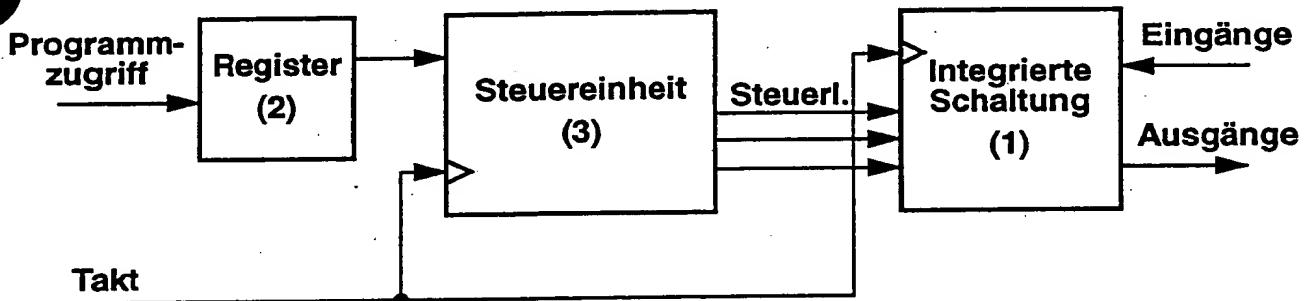 Programm-
zugriff
Register
(2)
Steuereinheit
(3)
Steuerl.
Integrierte
Schaltung
(1)
Eingänge
Ausgänge
Takt